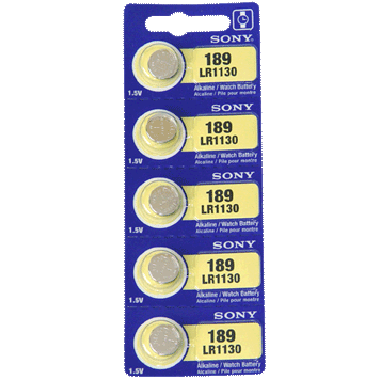 SONY
189
LR1130
1.5V
Alkaline / Watch Battery
Alcaline / Pile pour montre
SONY
189
LR1130
1.5V
Alkaline / Watch Battery
Alcaline / Pile pour montre
SONY
189
LR1130
1.5V
Alkaline / Watch Battery
Alcaline / Pile pour montre
SONY
189
LR1130
1.5V
Alkaline / Watch Battery
Alcaline / Pile pour montre
SONY
189
LR1130
1.5V
Alkaline / Watch Battery
Alcaline / Pile pour montre